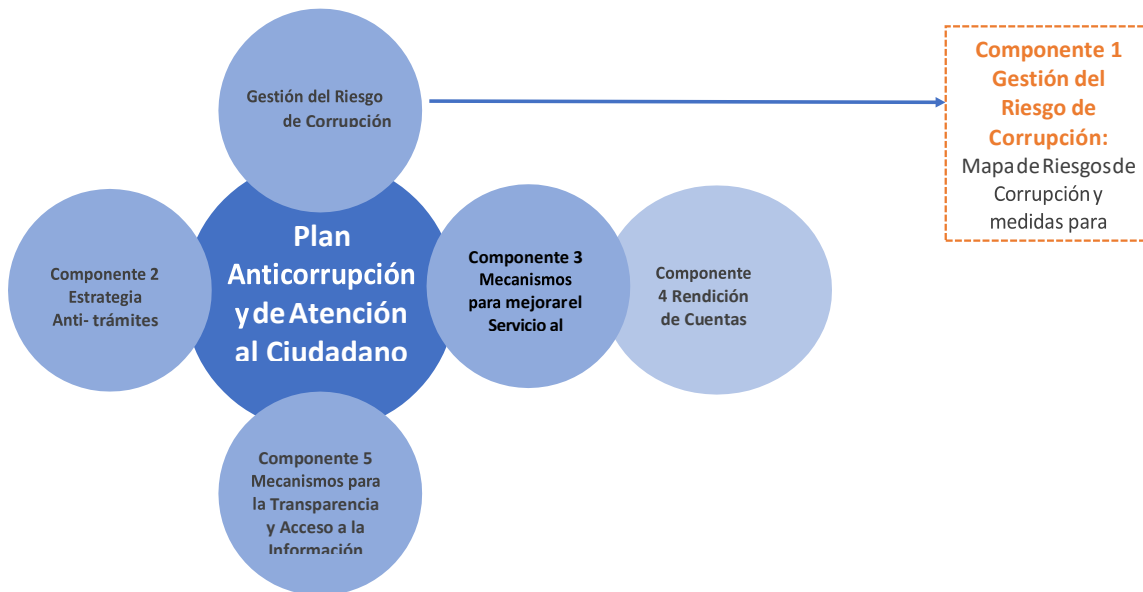 Gestión del Riesgo
de Corrupción
Componente 1
Gestión del
Riesgo de
Corrupción:
Mapa de Riesgos de
Corrupción y
medidas para
Plan
Anticorrupción
y de Atención
al Ciudadano
Componente 2
Estrategia
Anti- trámites
Componente 3
Mecanismos
para mejorar el
Servicio al
Componente
4 Rendición
de Cuentas
Componente 5
Mecanismos para
la Transparencia
y Acceso a la
Información